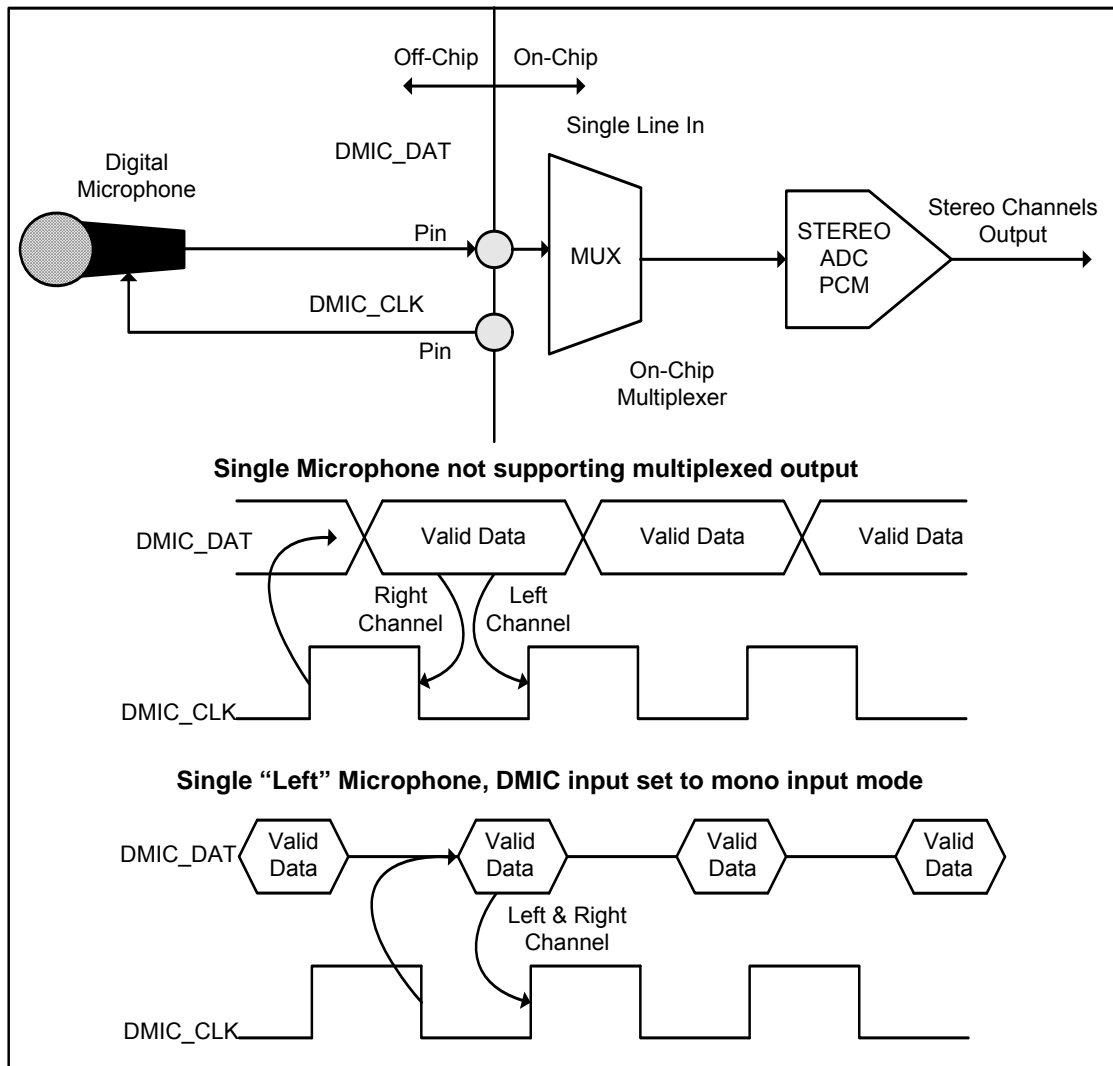 Off-Chip On-Chip
Single Line In
DMIC_DAT
Digital
Microphone
Pin
MUX
STEREO
ADC
PCM
Stereo Channels
Output
DMIC_CLK
Pin
On-Chip
Multiplexer
Single Microphone not supporting multiplexed output
DMIC_DAT
Valid Data Valid Data Valid Data
Right
Channel
Left
Channel
DMIC_CLK
Single “Left” Microphone, DMIC input set to mono input mode
DMIC_DAT
Valid
Data
Valid
Data
Valid
Data
Valid
Data
Left & Right
Channel
DMIC_CLK